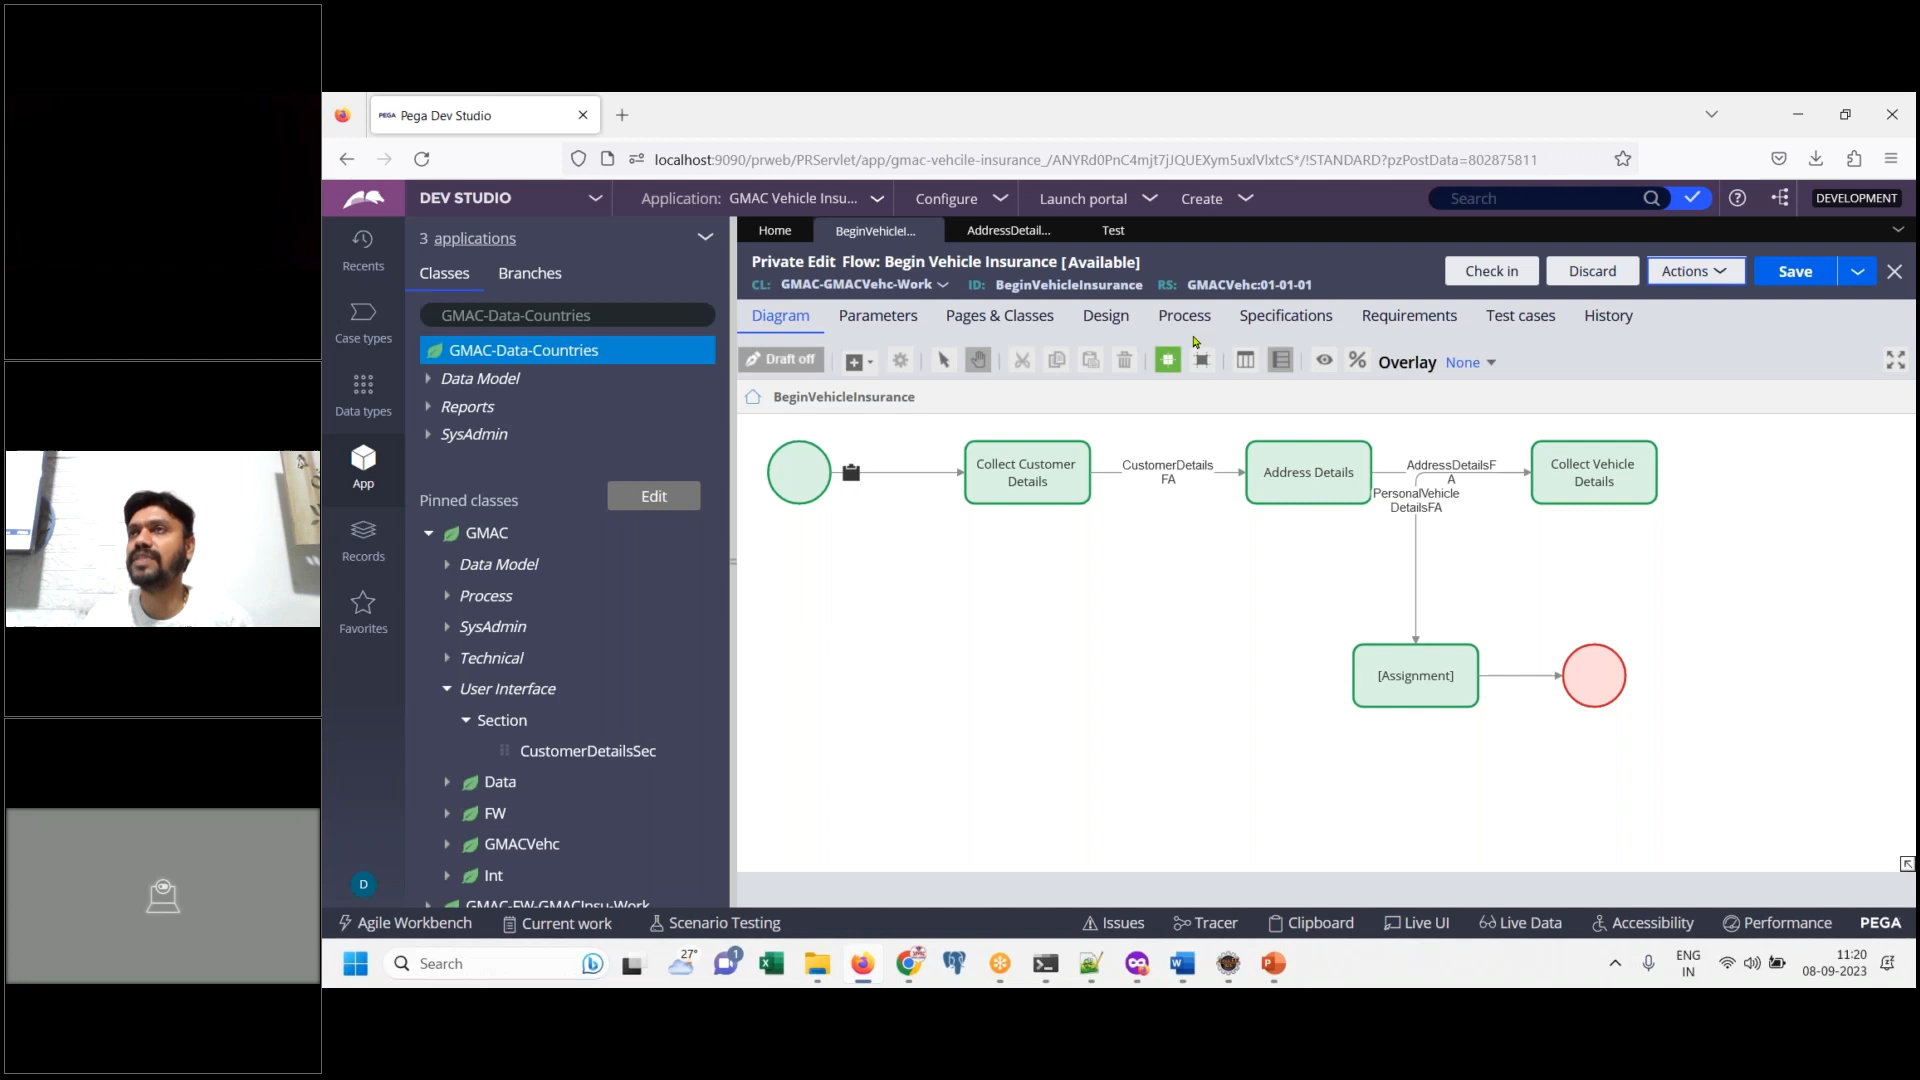 PEGA Pega Dev Studio
localhost:9090/prweb/PRServlet/app/gmac-vehcile-insurance_/ANYRd0PnC4mjt7jJQUEXym5uxlVlxtcS*/!STANDARD?pzPostData=802875811
DEV STUDIO
Application: GMAC Vehicle Insu...
Configure
Launch portal
Create
Search
DEVELOPMENT
Recents
Case types
Data types
App
Records
Favorites
D
3 applications
Classes
Branches
GMAC-Data-Countries
GMAC-Data-Countries
Data Model
Reports
SysAdmin
Pinned classes
Edit
GMAC
Data Model
Process
SysAdmin
Technical
User Interface
Section
CustomerDetailsSec
Data
FW
GMACVehc
Int
GMAC-FW-GMACInsu-Work
Home
BeginVehicleI...
AddressDetail...
Test
Private Edit Flow: Begin Vehicle Insurance [Available]
CL: GMAC-GMACVehc-Work ID: BeginVehicleInsurance RS: GMACVehc:01-01-01
Check in
Discard
Actions
Save
Diagram
Parameters
Pages & Classes
Design
Process
Specifications
Requirements
Test cases
History
Draft off
Overlay None
BeginVehicleInsurance
Collect Customer
Details
CustomerDetails
FA
Address Details
AddressDetailsF
A
PersonalVehicle
DetailsFA
Collect Vehicle
Details
[Assignment]
Agile Workbench
Current work
Scenario Testing
Issues
Tracer
Clipboard
Live UI
Live Data
Accessibility
Performance
PEGA
Search
27°
1
ENG
IN
11:20
08-09-2023